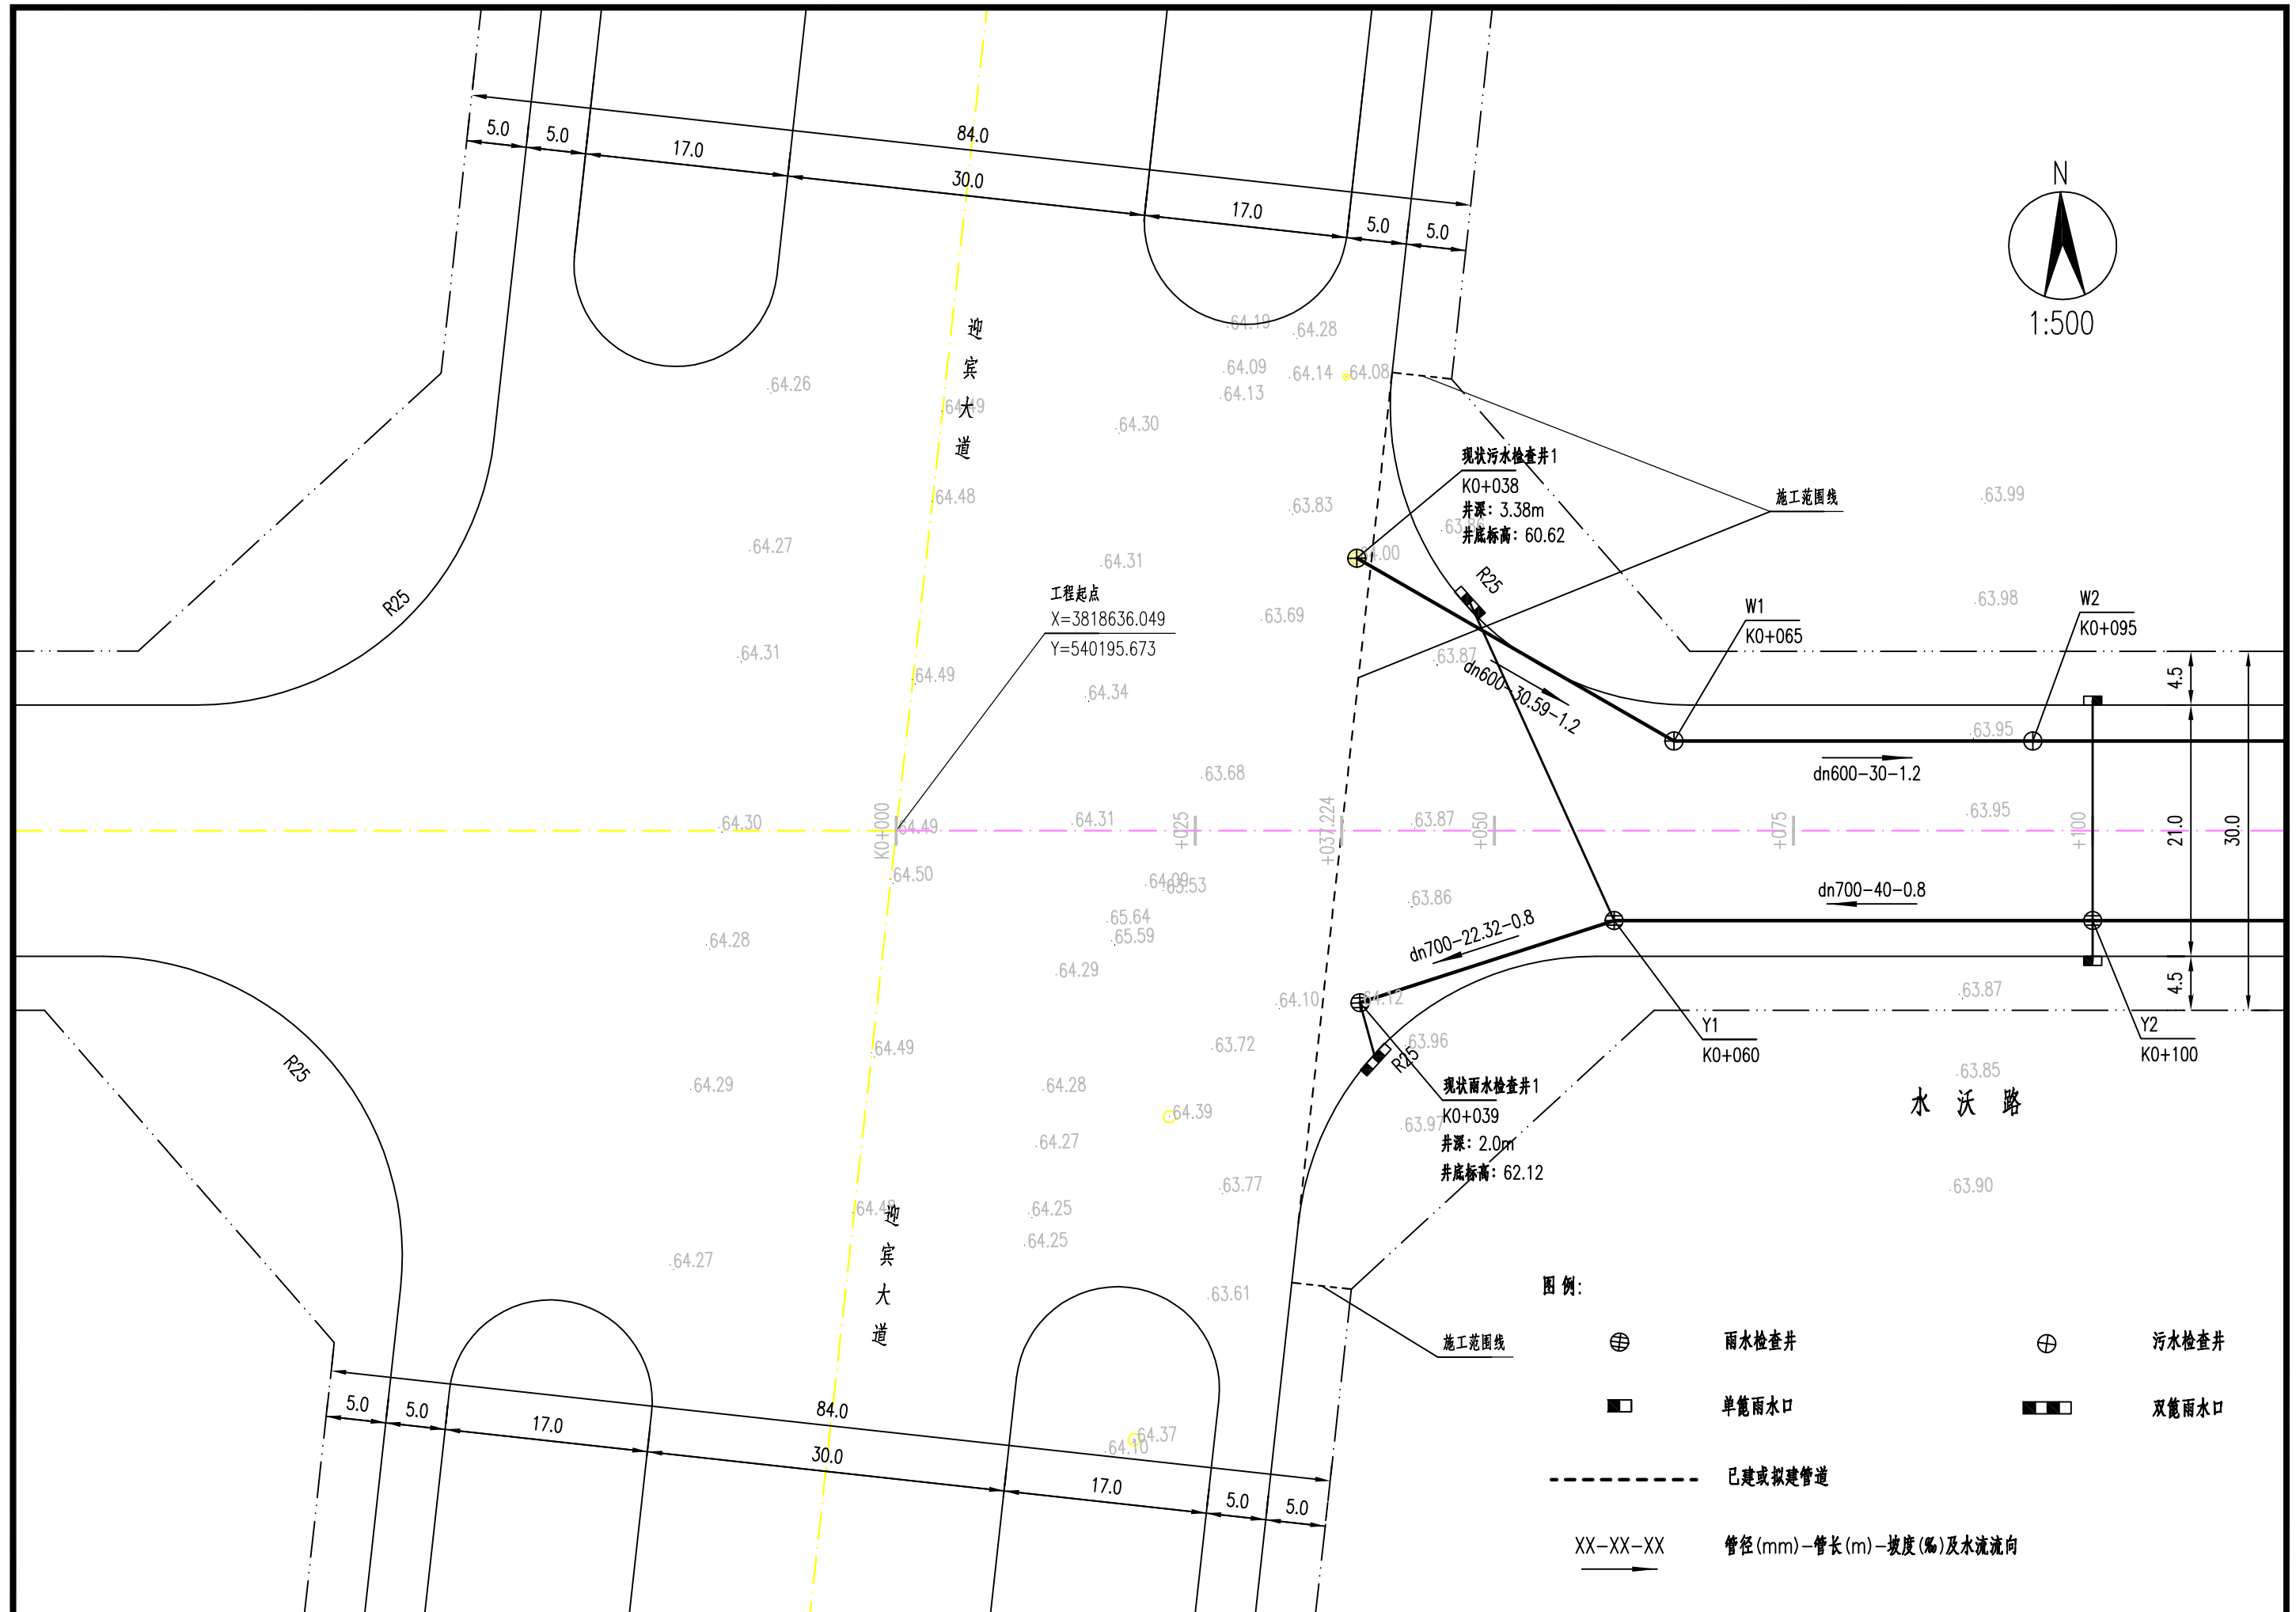 84.0
5.0
5.0
17.0
30.0
17.0
5.0
5.0
N
1:500
迎
宾
大
道
.64.19
.64.28
.64.09
.64.14
.64.08
.64.13
.64.26
.64.49
.64.30
.64.48
.63.83
.63.86
.63.99
现状污水检查井1
K0+038
井深：3.38m
井底标高：60.62
施工范围线
.64.27
.64.31
64.00
R25
R25
工程起点
X=3818636.049
Y=540195.673
.63.69
.63.98
W1
K0+065
W2
K0+095
.64.31
.64.49
.64.34
.63.87
dn600-30.59-1.2
4.5
.63.95
dn600-30-1.2
.63.68
.64.30
K0+000
64.49
.64.31
+025
+037.224
.63.87
+050
+075
.63.95
+100
21.0
30.0
.64.50
.64.09
.63.53
.63.86
dn700-40-0.8
.65.64
.65.59
.64.28
dn700-22.32-0.8
.64.29
.64.10
64.12
.63.87
4.5
.64.49
.63.72
.63.96
Y1
K0+060
Y2
K0+100
R25
R25
.64.29
.64.28
.63.85
现状雨水检查井1
K0+039
井深：2.0m
井底标高：62.12
水 沃 路
.64.39
.63.97
.64.27
.63.77
.63.90
.64.49
.64.25
.64.25
迎
宾
大
道
.64.27
.63.61
图 例：
施工范围线
雨水检查井
污水检查井
单篦雨水口
双篦雨水口
84.0
5.0
5.0
17.0
30.0
17.0
5.0
5.0
.64.37
.64.10
已建或拟建管道
XX-XX-XX
管径(mm)-管长(m)-坡度(‰)及水流流向